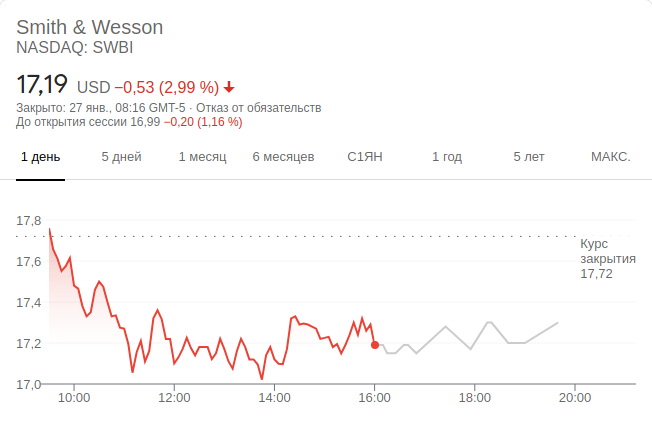 Smith & Wesson
NASDAQ: SWBI
17,19 USD −0,53 (2,99 %)
Закрыто: 27 янв., 08:16 GMT-5 · Отказ от обязательств
До открытия сессии 16,99 −0,20 (1,16 %)
1 день 5 дней 1 месяц 6 месяцев С1ЯН 1 год 5 лет МАКС.
17,8
Курс
закрытия
17,72
17,6
17,4
17,2
17,0
10:00 12:00 14:00 16:00 18:00 20:00